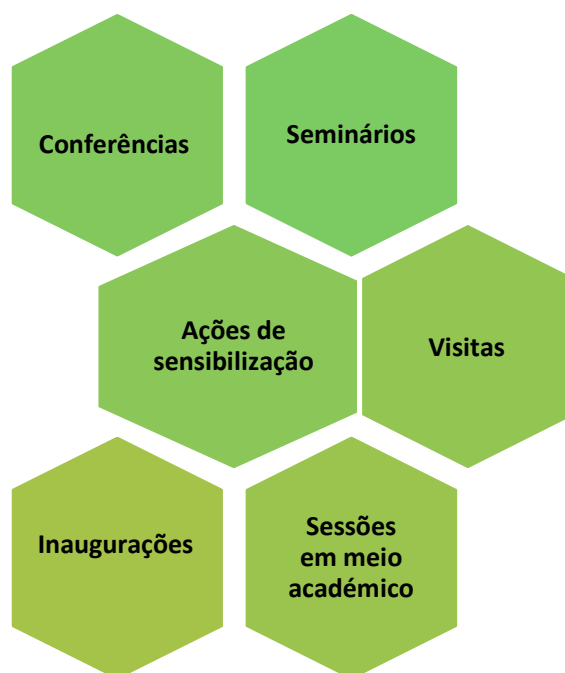 Conferências
Seminários
Ações de
sensibilização
Visitas
Inaugurações
Sessões
em meio
académico